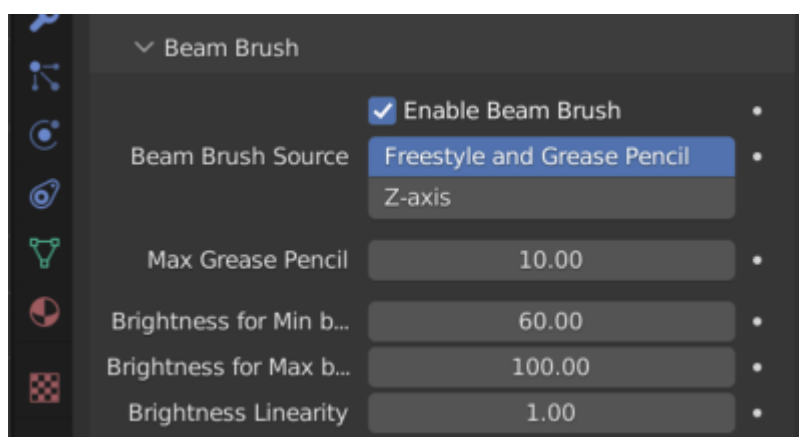 Beam Brush
Enable Beam Brush
Beam Brush Source Freestyle and Grease Pencil
Z-axis
Max Grease Pencil 10.00
Brightness for Min b... 60.00
Brightness for Max b... 100.00
Brightness Linearity 1.00